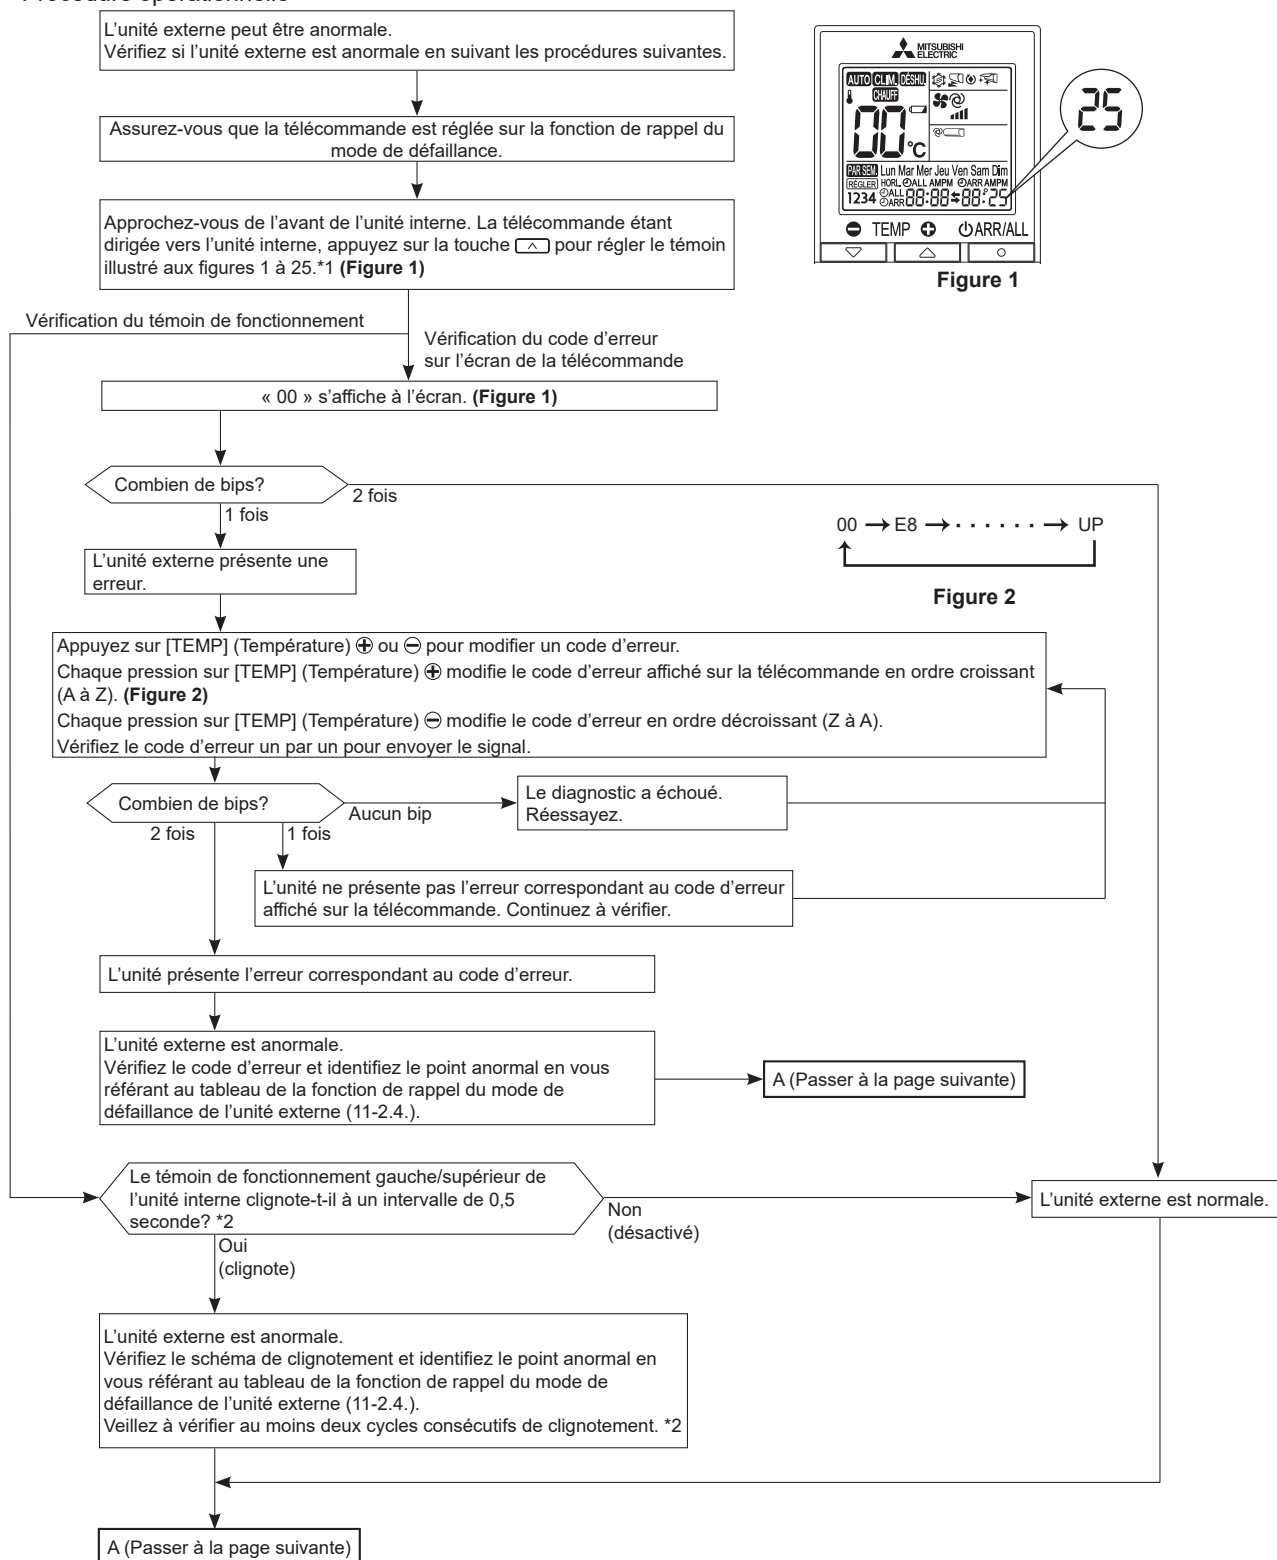 L'unité externe peut être anormale.
Vérifiez si l'unité externe est anormale en suivant les procédures suivantes.
Assurez-vous que la télécommande est réglée sur la fonction de rappel du
mode de défaillance.
Approchez-vous de l'avant de l'unité interne. La télécommande étant
dirigée vers l'unité interne, appuyez sur la touche pour régler le témoin
illustré aux figures 1 à 25.*1 (Figure 1)
MITSUBISHI
ELECTRIC
AUTO CLIM. DÉSHU
CHAUFF
00 °C
PAR SEM. Lun Mar Mer Jeu Ven Sam Dim
RÉGLER HORL ALL AMPM ARR AMPM
1234 ALL ARR 88:88 88:25
25
TEMP ARR/ALL
Figure 1
Vérification du témoin de fonctionnement
Vérification du code d'erreur
sur l'écran de la télécommande
« 00 » s'affiche à l'écran. (Figure 1)
Combien de bips?
2 fois
1 fois
L'unité externe présente une
erreur.
00 → E8 → · · · · · · → UP
Figure 2
Appuyez sur [TEMP] (Température) ⊕ ou ⊖ pour modifier un code d'erreur.
Chaque pression sur [TEMP] (Température) ⊕ modifie le code d'erreur affiché sur la télécommande en ordre croissant
(A à Z). (Figure 2)
Chaque pression sur [TEMP] (Température) ⊖ modifie le code d'erreur en ordre décroissant (Z à A).
Vérifiez le code d'erreur un par un pour envoyer le signal.
Combien de bips?
Aucun bip
Le diagnostic a échoué.
Réessayez.
2 fois
1 fois
L'unité ne présente pas l'erreur correspondant au code d'erreur
affiché sur la télécommande. Continuez à vérifier.
L'unité présente l'erreur correspondant au code d'erreur.
L'unité externe est anormale.
Vérifiez le code d'erreur et identifiez le point anormal en vous
référant au tableau de la fonction de rappel du mode de
défaillance de l'unité externe (11-2.4.).
A (Passer à la page suivante)
Le témoin de fonctionnement gauche/supérieur de
l'unité interne clignote-t-il à un intervalle de 0,5
seconde? *2
Non
(désactivé)
L'unité externe est normale.
Oui
(clignote)
L'unité externe est anormale.
Vérifiez le schéma de clignotement et identifiez le point anormal en
vous référant au tableau de la fonction de rappel du mode de
défaillance de l'unité externe (11-2.4.).
Veillez à vérifier au moins deux cycles consécutifs de clignotement. *2
A (Passer à la page suivante)